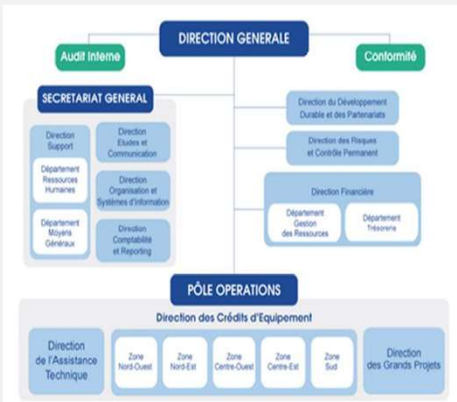 DIRECTION GENERALE
Audit Interne
Conformité
SECRETARIAT GENERAL
Direction
Support
Département
Ressources
Humaines
Département
Moyens
Généraux
Direction
Etudes et
Communication
Direction
Organisation et
Systèmes d'Information
Direction
Comptabilité
et Reporting
Direction du Développement
Durable et des Partenariats
Direction des Risques
et Contrôle Permanent
Direction Financière
Département
Gestion
des Ressources
Département
Trésorerie
PÔLE OPERATIONS
Direction des Crédits d'Equipement
Direction
de l'Assistance
Technique
Zone
Nord-Ouest
Zone
Nord-Est
Zone
Centre-Ouest
Zone
Centre-Est
Zone
Sud
Direction
des Grands Projets